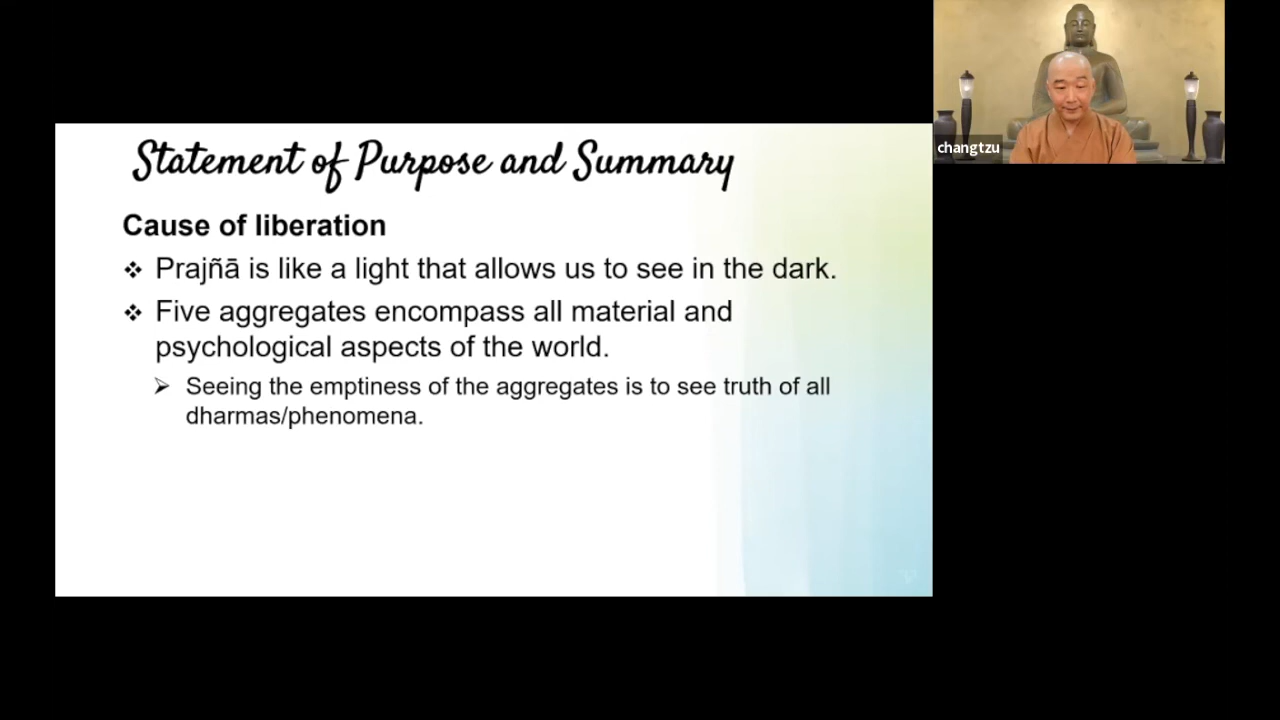 Statement of Purpose and Summary
Cause of liberation
❖ Prajñā is like a light that allows us to see in the dark.
❖ Five aggregates encompass all material and
psychological aspects of the world.
➢ Seeing the emptiness of the aggregates is to see truth of all
dharmas/phenomena.
changtzu